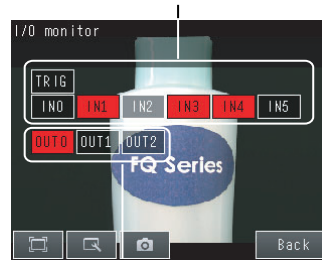 I/O monitor
TRIG
IN0 IN1 IN2 IN3 IN4 IN5
OUT0 OUT1 OUT2
FQ Series
Back